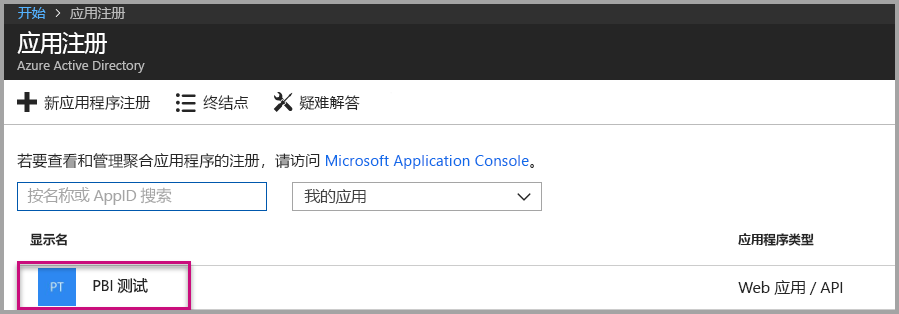 开始 > 应用注册
应用注册
Azure Active Directory
新应用程序注册 终结点 疑难解答
若要查看和管理聚合应用程序的注册，请访问 Microsoft Application Console。
按名称或 AppID 搜索 我的应用
显示名 应用程序类型
PT PBI 测试 Web 应用 / API